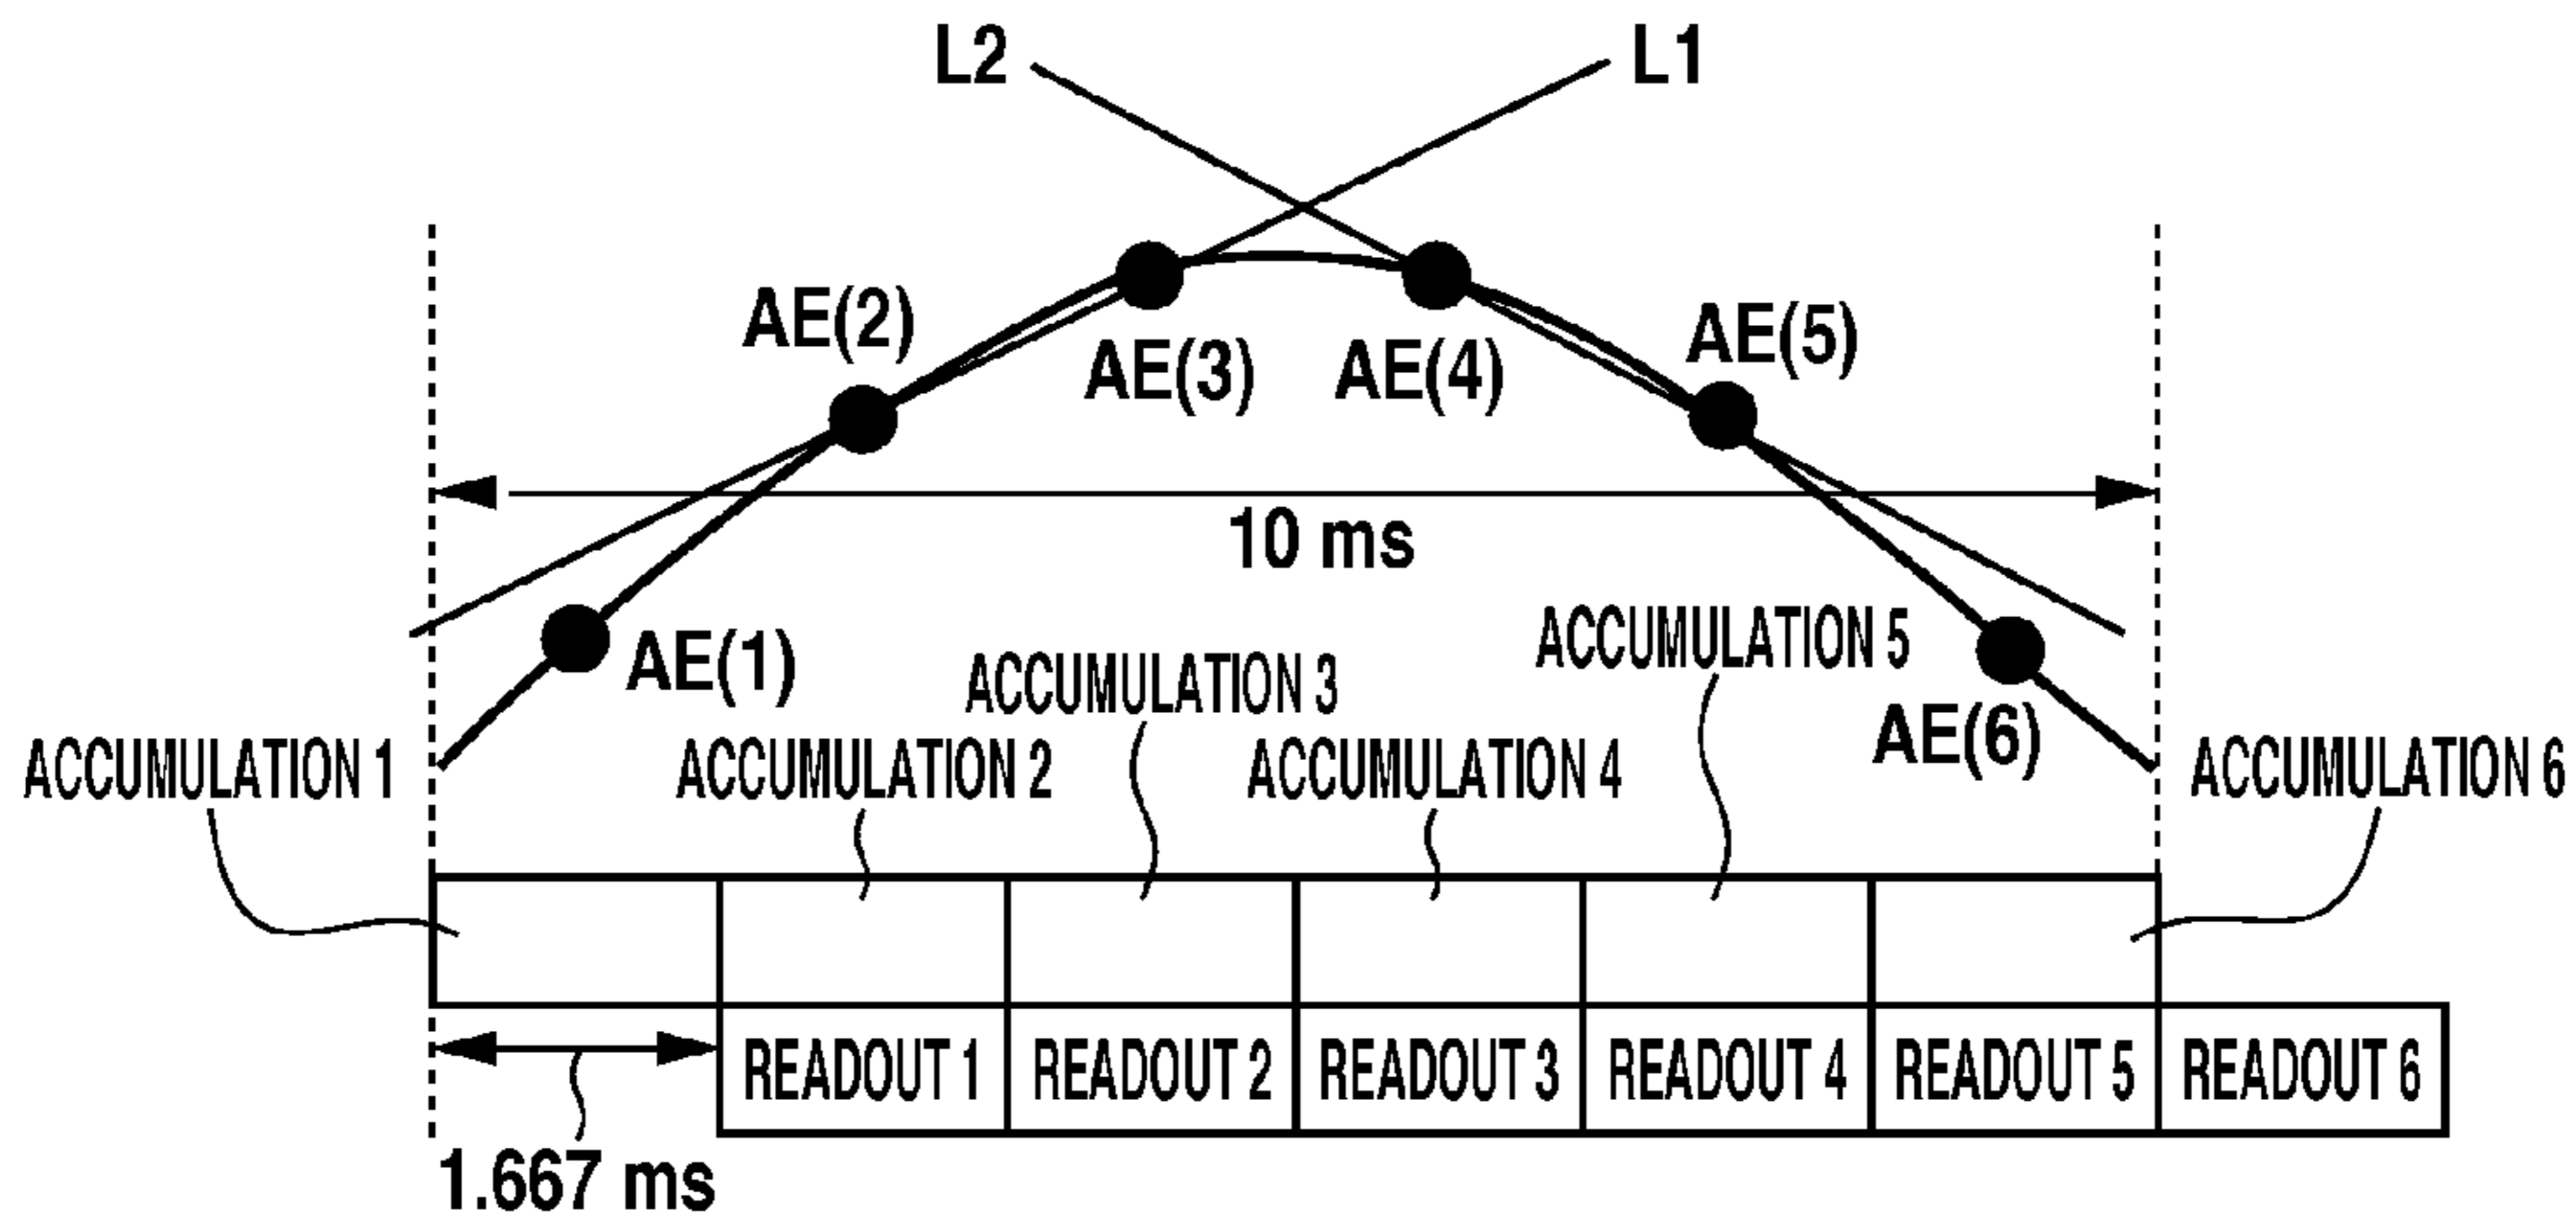 L2
L1
AE(2)
AE(3)
AE(4)
AE(5)
10 ms
AE(1)
AE(6)
ACCUMULATION 5
ACCUMULATION 3
ACCUMULATION 1
ACCUMULATION 2
ACCUMULATION 4
ACCUMULATION 6
READOUT 1
READOUT 2
READOUT 3
READOUT 4
READOUT 5
READOUT 6
1.667 ms